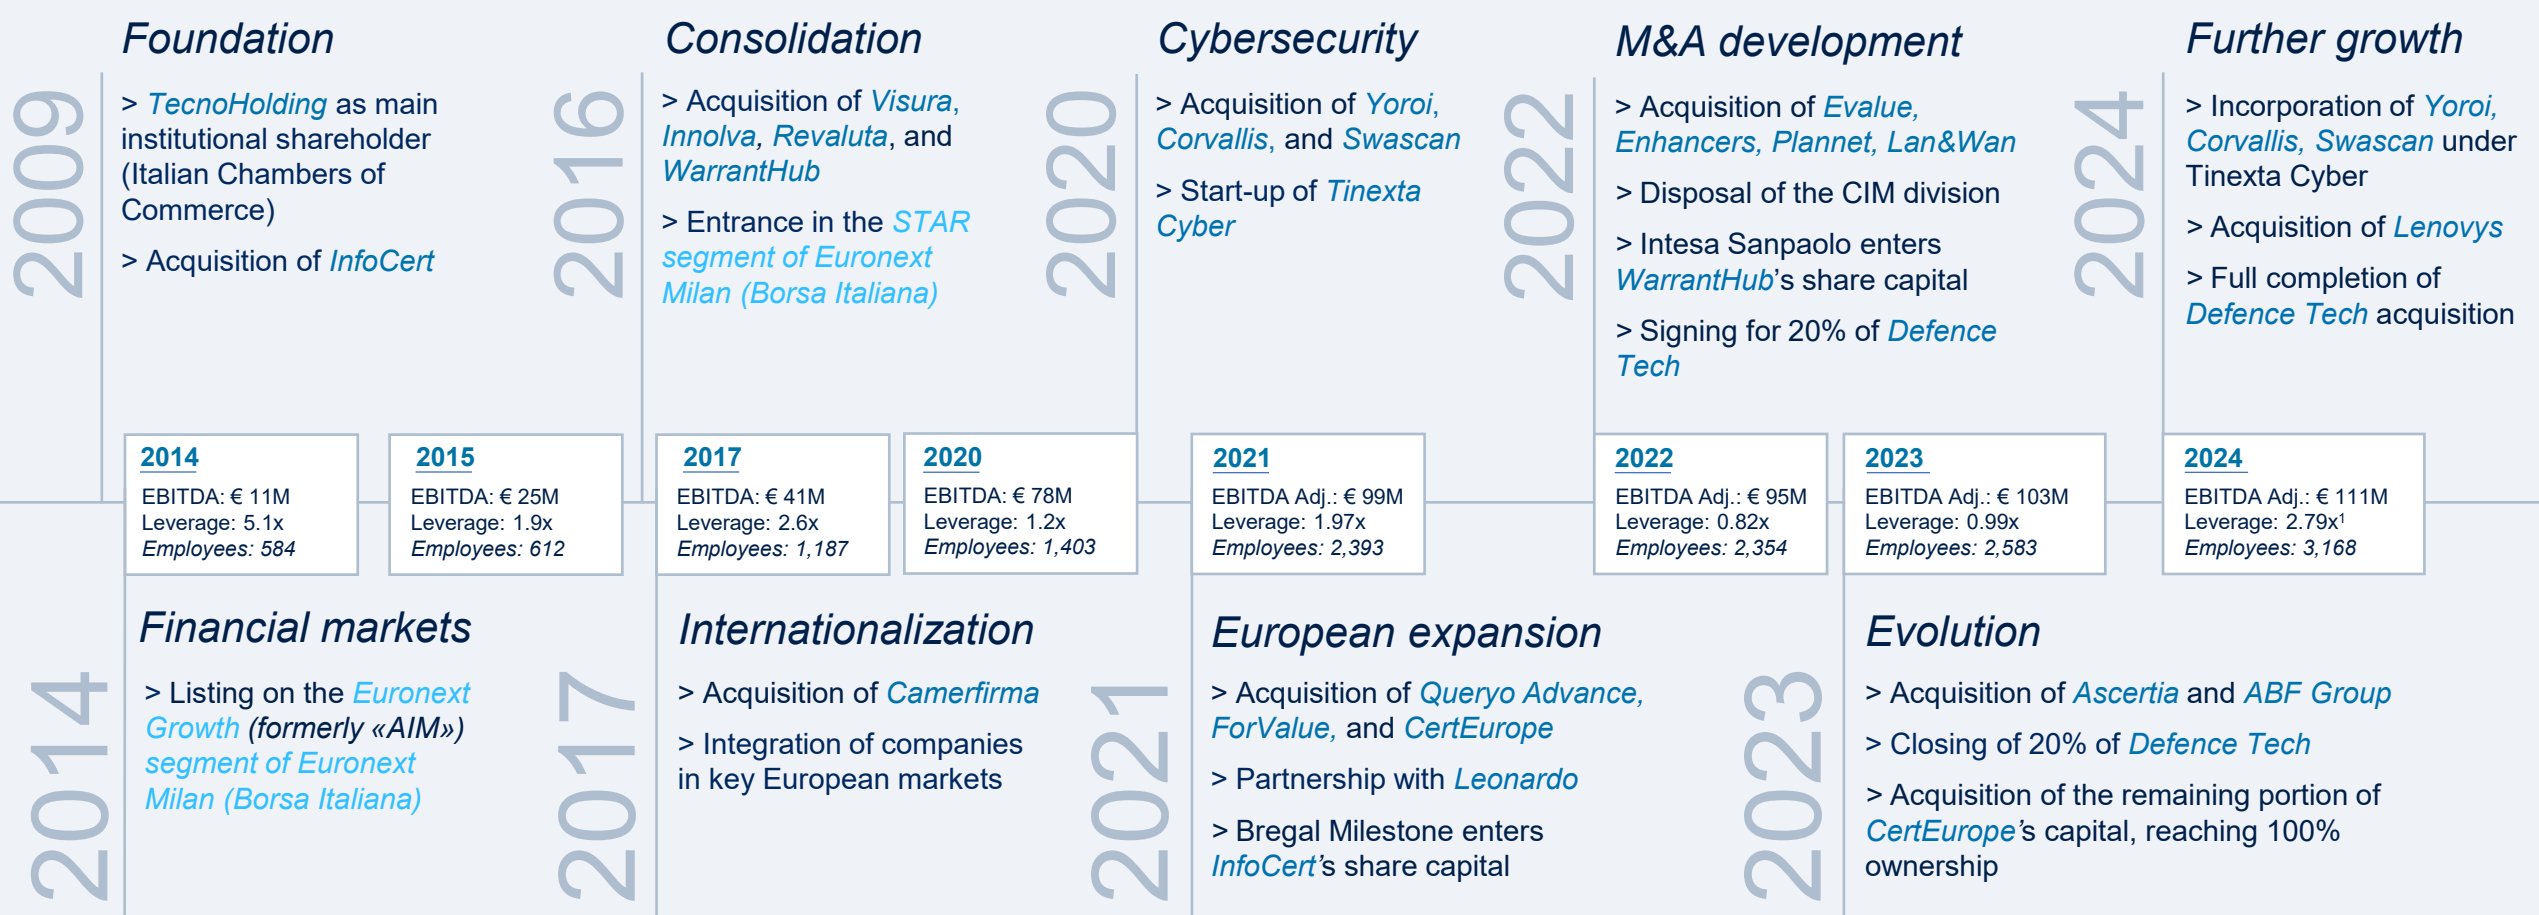 2009
Foundation
> TecnoHolding as main
institutional shareholder
(Italian Chambers of
Commerce)
> Acquisition of InfoCert
2016
Consolidation
> Acquisition of Visura,
Innolva, Revaluta, and
WarrantHub
> Entrance in the STAR
segment of Euronext
Milan (Borsa Italiana)
2020
Cybersecurity
> Acquisition of Yoroi,
Corvallis, and Swascan
> Start-up of Tinexta
Cyber
2022
M&A development
> Acquisition of Evalue,
Enhancers, Plannet, Lan&Wan
> Disposal of the CIM division
> Intesa Sanpaolo enters
WarrantHub's share capital
> Signing for 20% of Defence
Tech
2024
Further growth
> Incorporation of Yoroi,
Corvallis, Swascan under
Tinexta Cyber
> Acquisition of Lenovys
> Full completion of
Defence Tech acquisition
2014
EBITDA: € 11M
Leverage: 5.1x
Employees: 584
2015
EBITDA: € 25M
Leverage: 1.9x
Employees: 612
2017
EBITDA: € 41M
Leverage: 2.6x
Employees: 1,187
2020
EBITDA: € 78M
Leverage: 1.2x
Employees: 1,403
2021
EBITDA Adj.: € 99M
Leverage: 1.97x
Employees: 2,393
2022
EBITDA Adj.: € 95M
Leverage: 0.82x
Employees: 2,354
2023
EBITDA Adj.: € 103M
Leverage: 0.99x
Employees: 2,583
2024
EBITDA Adj.: € 111M
Leverage: 2.79x¹
Employees: 3,168
2014
Financial markets
> Listing on the Euronext
Growth (formerly «AIM»)
segment of Euronext
Milan (Borsa Italiana)
2017
Internationalization
> Acquisition of Camerfirma
> Integration of companies
in key European markets
2021
European expansion
> Acquisition of Queryo Advance,
ForValue, and CertEurope
> Partnership with Leonardo
> Bregal Milestone enters
InfoCert's share capital
2023
Evolution
> Acquisition of Ascertia and ABF Group
> Closing of 20% of Defence Tech
> Acquisition of the remaining portion of
CertEurope's capital, reaching 100%
ownership